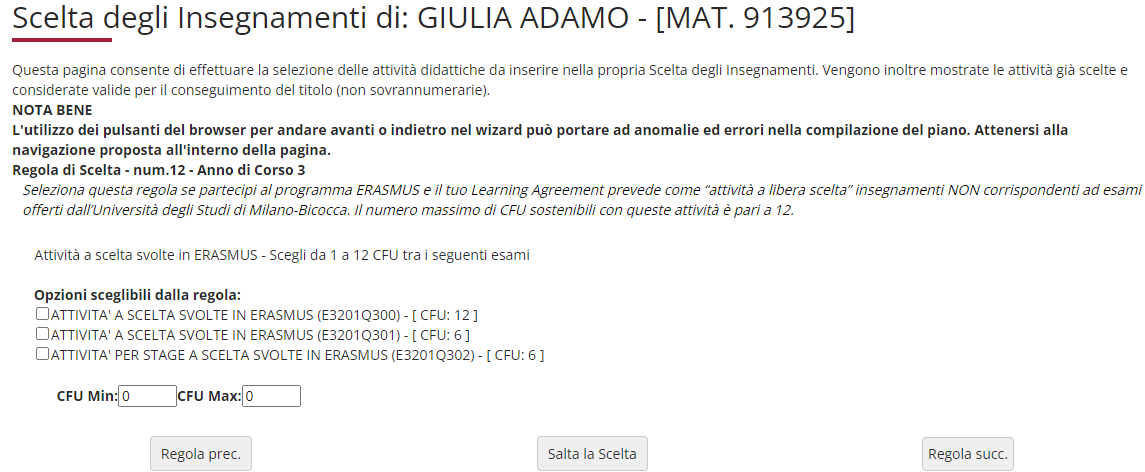 Scelta degli Insegnamenti di: GIULIA ADAMO - [MAT. 913925]
Questa pagina consente di effettuare la selezione delle attività didattiche da inserire nella propria Scelta degli Insegnamenti. Vengono inoltre mostrate le attività già scelte e
considerate valide per il conseguimento del titolo (non sovrannumerarie).
NOTA BENE
L'utilizzo dei pulsanti del browser per andare avanti o indietro nel wizard può portare ad anomalie ed errori nella compilazione del piano. Attenersi alla
navigazione proposta all'interno della pagina.
Regola di Scelta - num.12 - Anno di Corso 3
Seleziona questa regola se partecipi al programma ERASMUS e il tuo Learning Agreement prevede come “attività a libera scelta” insegnamenti NON corrispondenti ad esami
offerti dall’Università degli Studi di Milano-Bicocca. Il numero massimo di CFU sostenibili con queste attività è pari a 12.
Attività a scelta svolte in ERASMUS - Scegli da 1 a 12 CFU tra i seguenti esami
Opzioni sceglibili dalla regola:
ATTIVITA' A SCELTA SVOLTE IN ERASMUS (E3201Q300) - [ CFU: 12 ]
ATTIVITA' A SCELTA SVOLTE IN ERASMUS (E3201Q301) - [ CFU: 6 ]
ATTIVITA' PER STAGE A SCELTA SVOLTE IN ERASMUS (E3201Q302) - [ CFU: 6 ]
CFU Min: 0 CFU Max: 0
Regola prec. Salta la Scelta Regola succ.